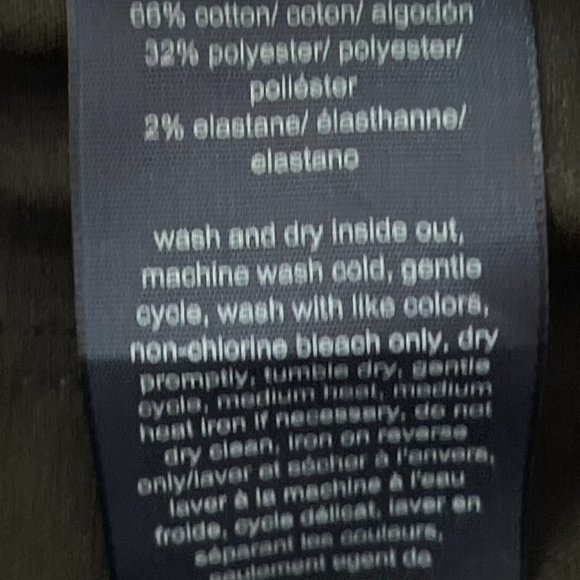 66% cotton/ coton/ algodón
32% polyester/ polyester/
poliéster
2% elastane/ élasthanne/
elastano
wash and dry inside out,
machine wash cold, gentle
cycle, wash with like colors,
non-chlorine bleach only, dry
promptly, tumble dry, gentle
cycle, medium heat, medium
heat iron if necessary, do not
dry clean, iron on reverse
only/laver et sécher à l'envers,
laver à la machine à l'eau
froide, cycle délicat, laver en
séparant les couleurs,
seulement agent de